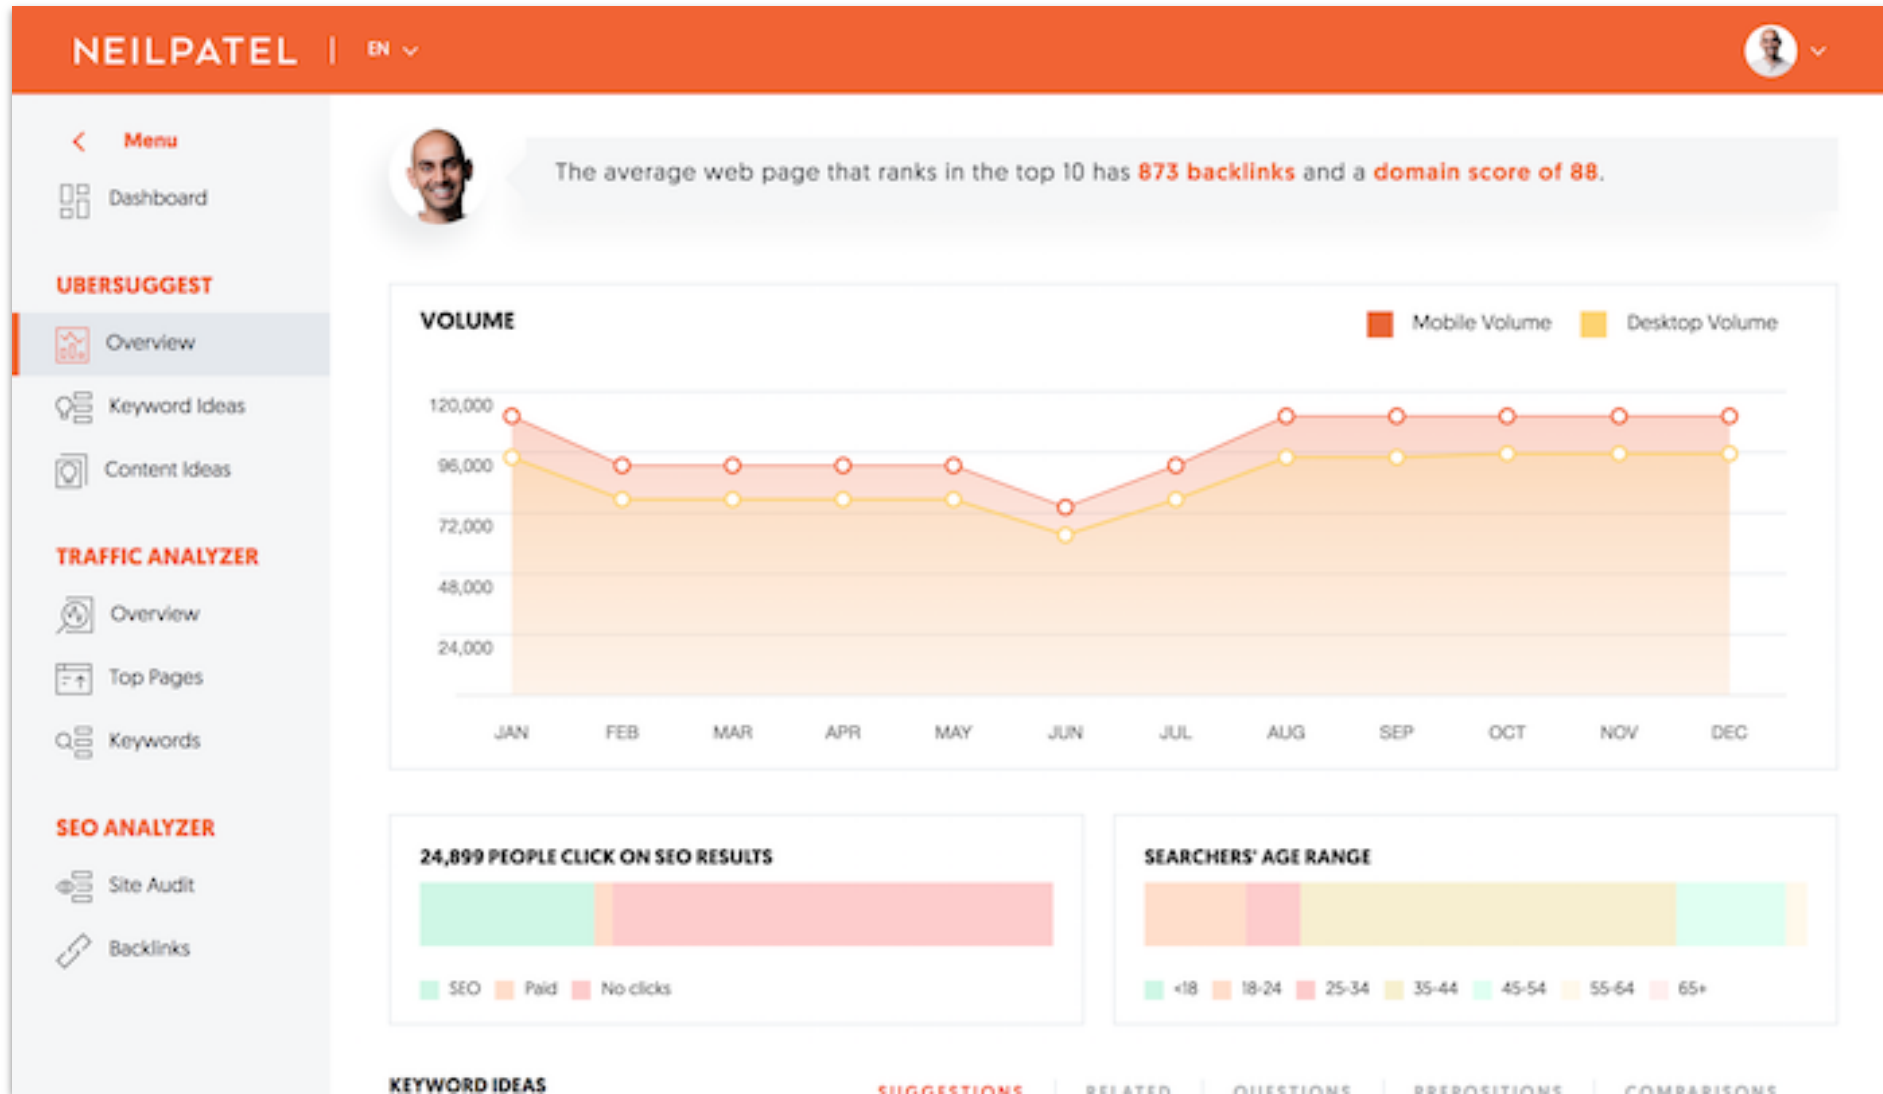 NEILPATEL | EN
Menu
Dashboard
UBERSUGGEST
Overview
Keyword Ideas
Content Ideas
TRAFFIC ANALYZER
Overview
Top Pages
Keywords
SEO ANALYZER
Site Audit
Backlinks
The average web page that ranks in the top 10 has 873 backlinks and a domain score of 88.
VOLUME
Mobile Volume Desktop Volume
120,000
96,000
72,000
48,000
24,000
JAN FEB MAR APR MAY JUN JUL AUG SEP OCT NOV DEC
24,899 PEOPLE CLICK ON SEO RESULTS
SEO Paid No clicks
SEARCHERS' AGE RANGE
<18 18-24 25-34 35-44 45-54 55-64 65+
KEYWORD IDEAS
SUGGESTIONS RELATED QUESTIONS PREPOSITIONS COMPARISONS